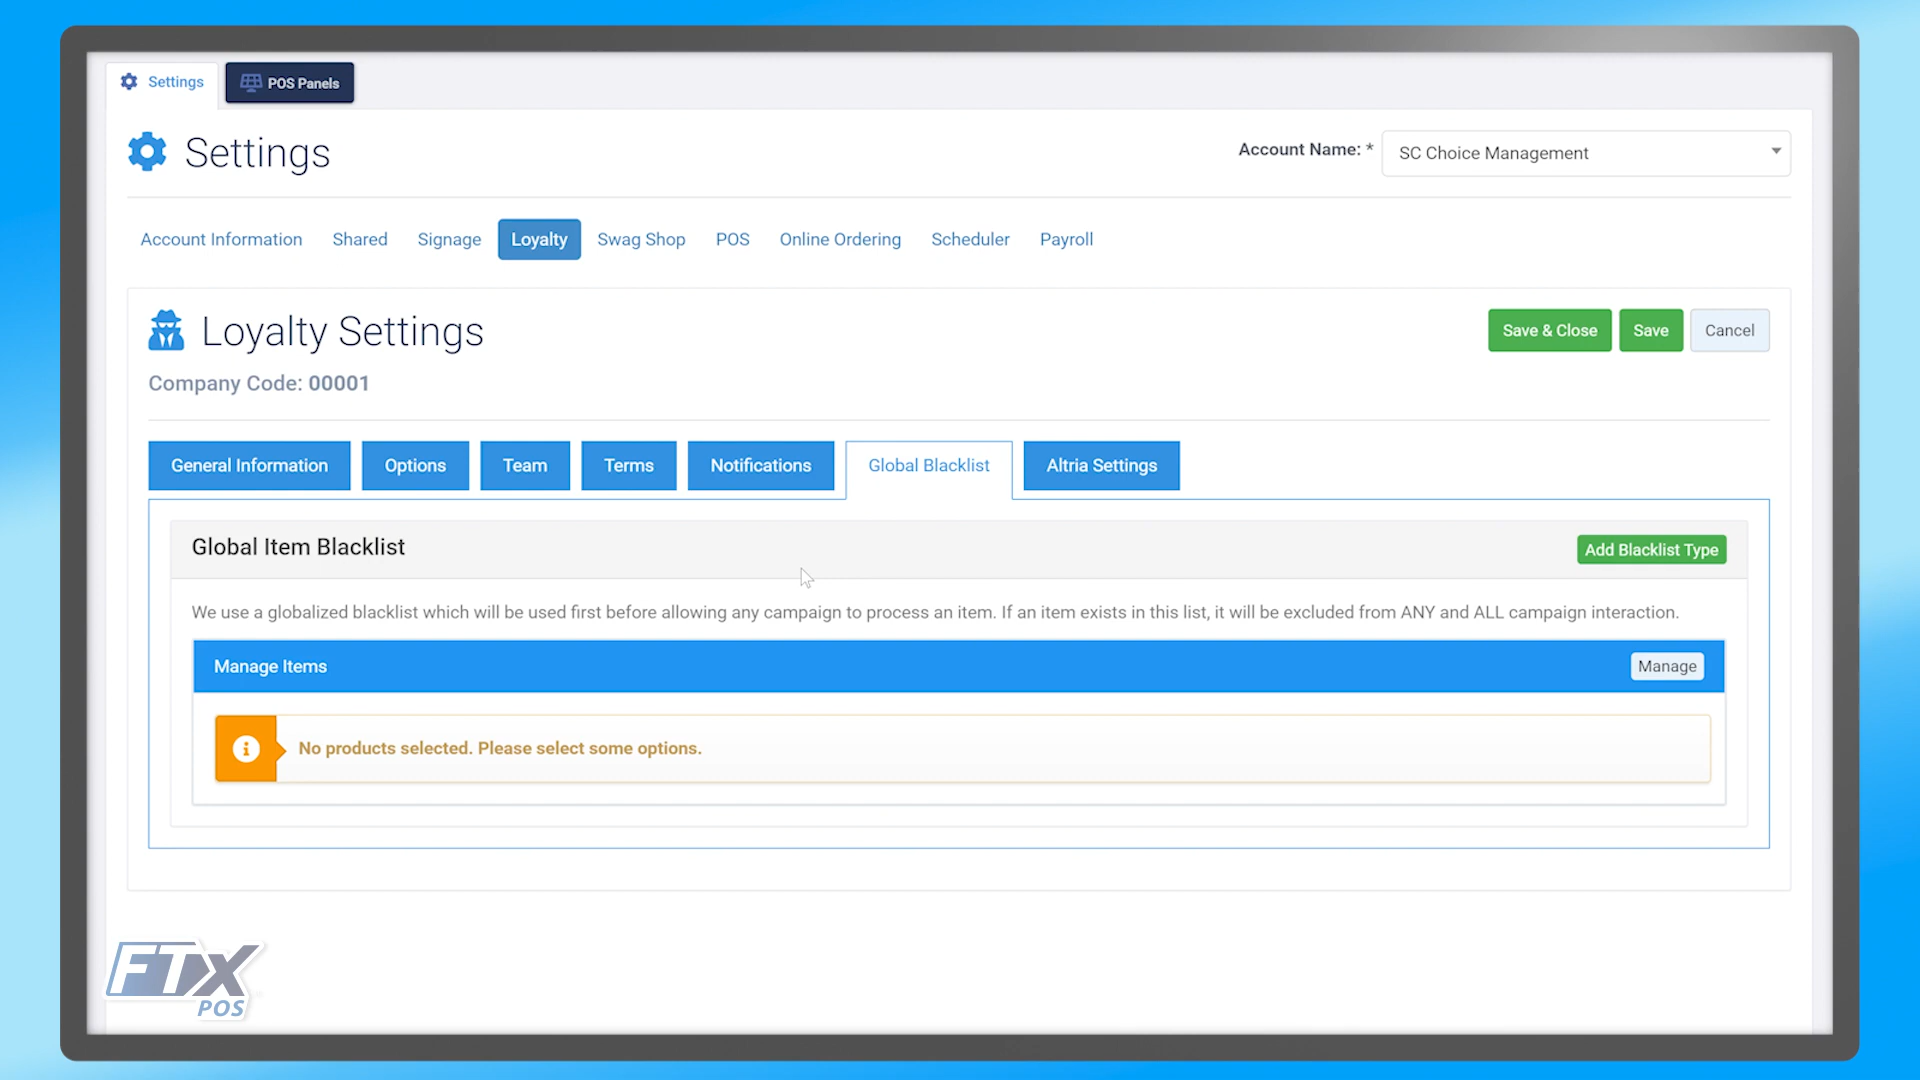 Settings
POS Panels
Settings
Account Name: * SC Choice Management
Account Information Shared Signage Loyalty Swag Shop POS Online Ordering Scheduler Payroll
Loyalty Settings
Save & Close Save Cancel
Company Code: 00001
General Information Options Team Terms Notifications Global Blacklist Altria Settings
Global Item Blacklist
Add Blacklist Type
We use a globalized blacklist which will be used first before allowing any campaign to process an item. If an item exists in this list, it will be excluded from ANY and ALL campaign interaction.
Manage Items
Manage
No products selected. Please select some options.
FTX
POS